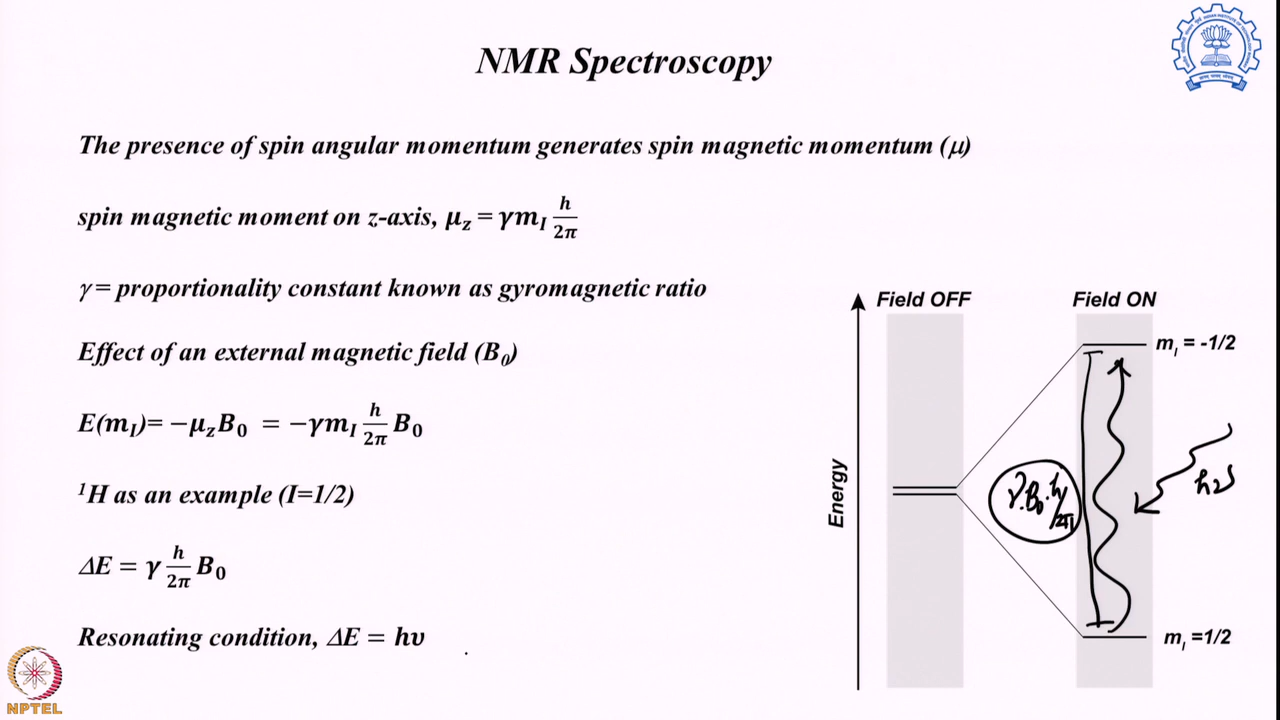 NMR Spectroscopy
The presence of spin angular momentum generates spin magnetic momentum (μ)
spin magnetic moment on z-axis, μz = γmI h/2π
γ = proportionality constant known as gyromagnetic ratio
Effect of an external magnetic field (B0)
E(mI)= −μzB0 = −γmI h/2π B0
1H as an example (I=1/2)
ΔE = γ h/2π B0
Resonating condition, ΔE = hυ
Field OFF
Field ON
mI = -1/2
Energy
γ.B0.h/2π
hν
mI =1/2
NPTEL